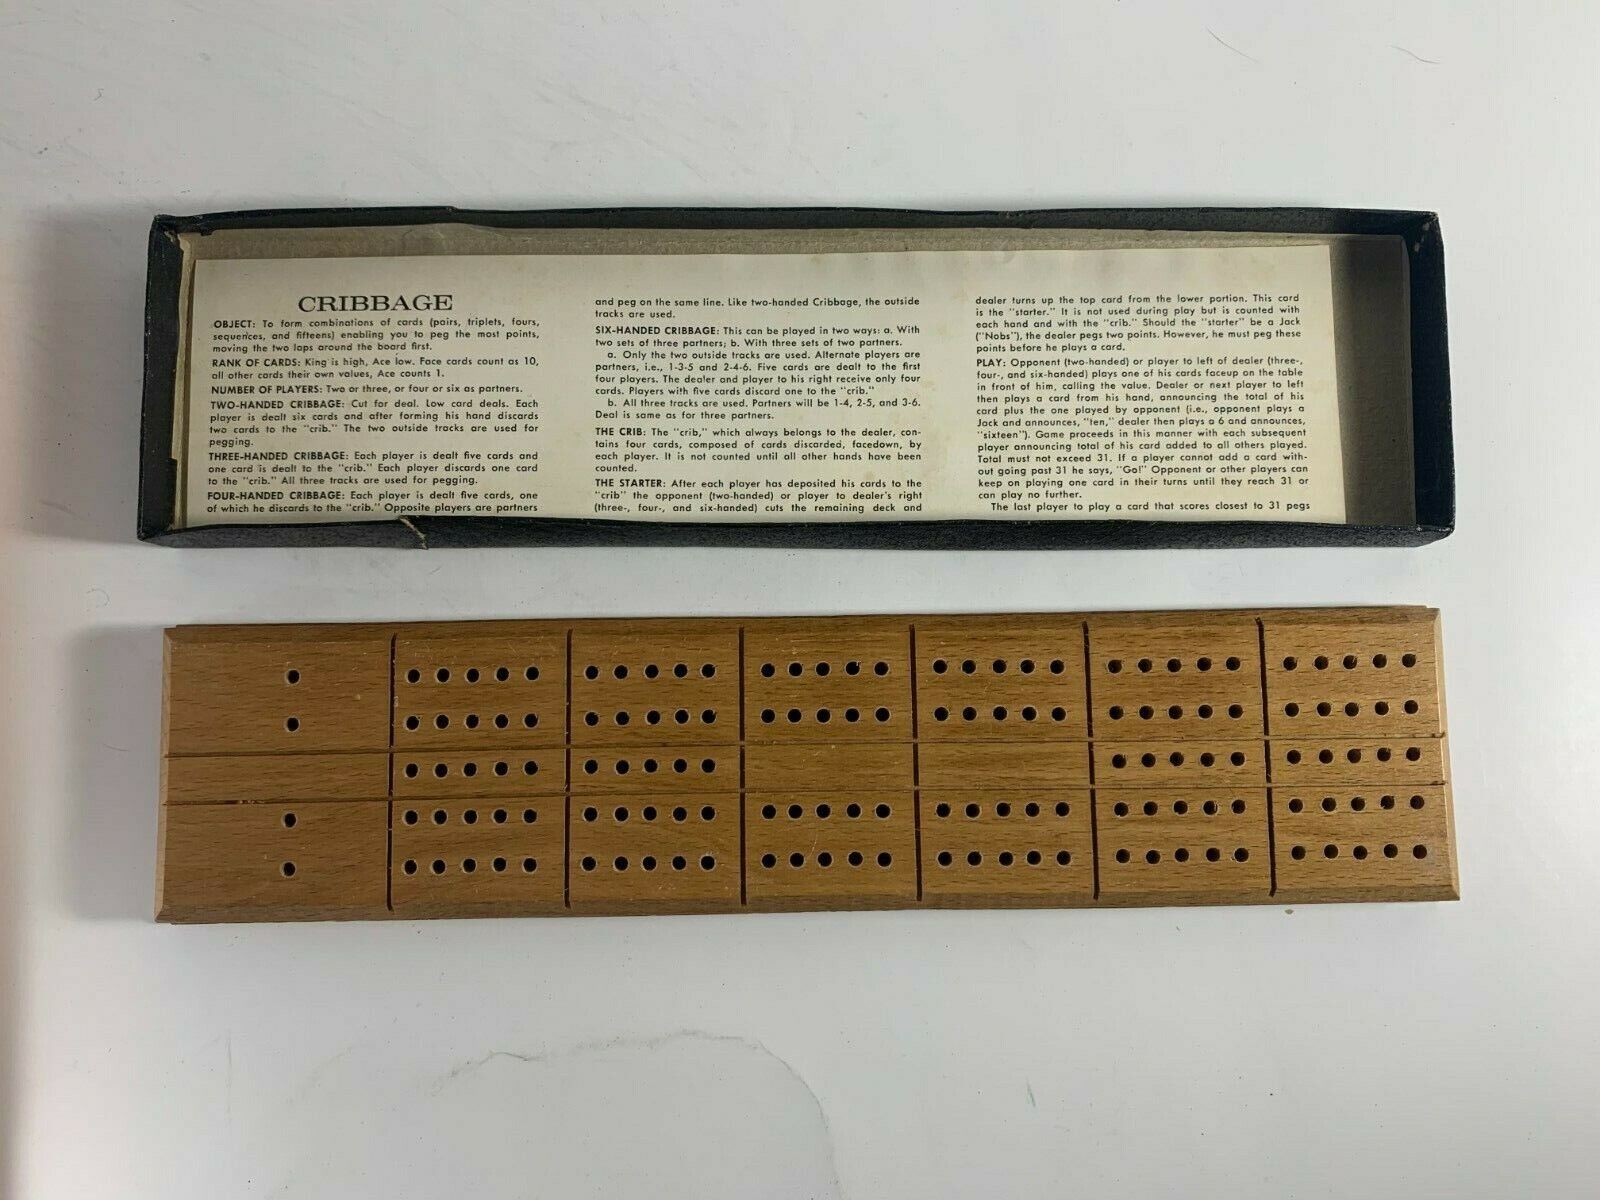 CRIBBAGE
OBJECT: To form combinations of cards (pairs, triplets, fours,
sequences, and fifteens) enabling you to peg the most points,
moving the two laps around the board first.
RANK OF CARDS: King is high, Ace low. Face cards count as 10,
all other cards their own values, Ace counts 1.
NUMBER OF PLAYERS: Two or three, or four or six as partners.
TWO-HANDED CRIBBAGE: Cut for deal. Low card deals. Each
player is dealt six cards and after forming his hand discards
two cards to the "crib." The two outside tracks are used for
pegging.
THREE-HANDED CRIBBAGE: Each player is dealt five cards and
one card is dealt to the "crib." Each player discards one card
to the "crib." All three tracks are used for pegging.
FOUR-HANDED CRIBBAGE: Each player is dealt five cards, one
of which he discards to the "crib." Opposite players are partners
and peg on the same line. Like two-handed Cribbage, the outside
tracks are used.
SIX-HANDED CRIBBAGE: This can be played in two ways: a. With
two sets of three partners; b. With three sets of two partners.
a. Only the two outside tracks are used. Alternate players are
partners, i.e., 1-3-5 and 2-4-6. Five cards are dealt to the first
four players. The dealer and player to his right receive only four
cards. Players with five cards discard one to the "crib."
b. All three tracks are used. Partners will be 1-4, 2-5, and 3-6.
Deal is same as for three partners.
THE CRIB: The "crib," which always belongs to the dealer, con-
tains four cards, composed of cards discarded, facedown, by
each player. It is not counted until all other hands have been
counted.
THE STARTER: After each player has deposited his cards to the
"crib" the opponent (two-handed) or player to dealer's right
(three-, four-, and six-handed) cuts the remaining deck and
dealer turns up the top card from the lower portion. This card
is the "starter." It is not used during play but is counted with
each hand and with the "crib." Should the "starter" be a Jack
("Nobs"), the dealer pegs two points. However, he must peg these
points before he plays a card.
PLAY: Opponent (two-handed) or player to left of dealer (three-,
four-, and six-handed) plays one of his cards faceup on the table
in front of him, calling the value. Dealer or next player to left
then plays a card from his hand, announcing the total of his
card plus the one played by opponent (i.e., opponent plays a
Jack and announces, "ten," dealer then plays a 6 and announces,
"sixteen"). Game proceeds in this manner with each subsequent
player announcing total of his card added to all others played.
Total must not exceed 31. If a player cannot add a card with-
out going past 31 he says, "Go!" Opponent or other players can
keep on playing one card in their turns until they reach 31 or
can play no further.
The last player to play a card that scores closest to 31 pegs